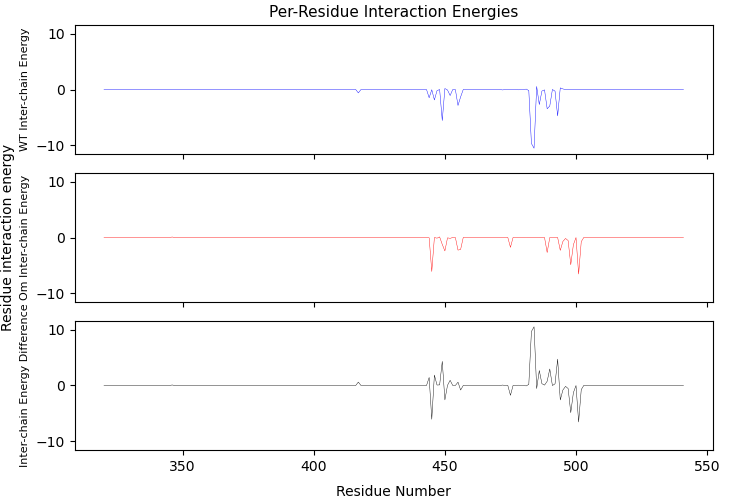 Per-Residue Interaction Energies
Residue interaction energy
WT Inter-chain Energy
10
0
−10
Om Inter-chain Energy
10
0
−10
Inter-chain Energy Difference
10
0
−10
350
400
450
500
550
Residue Number